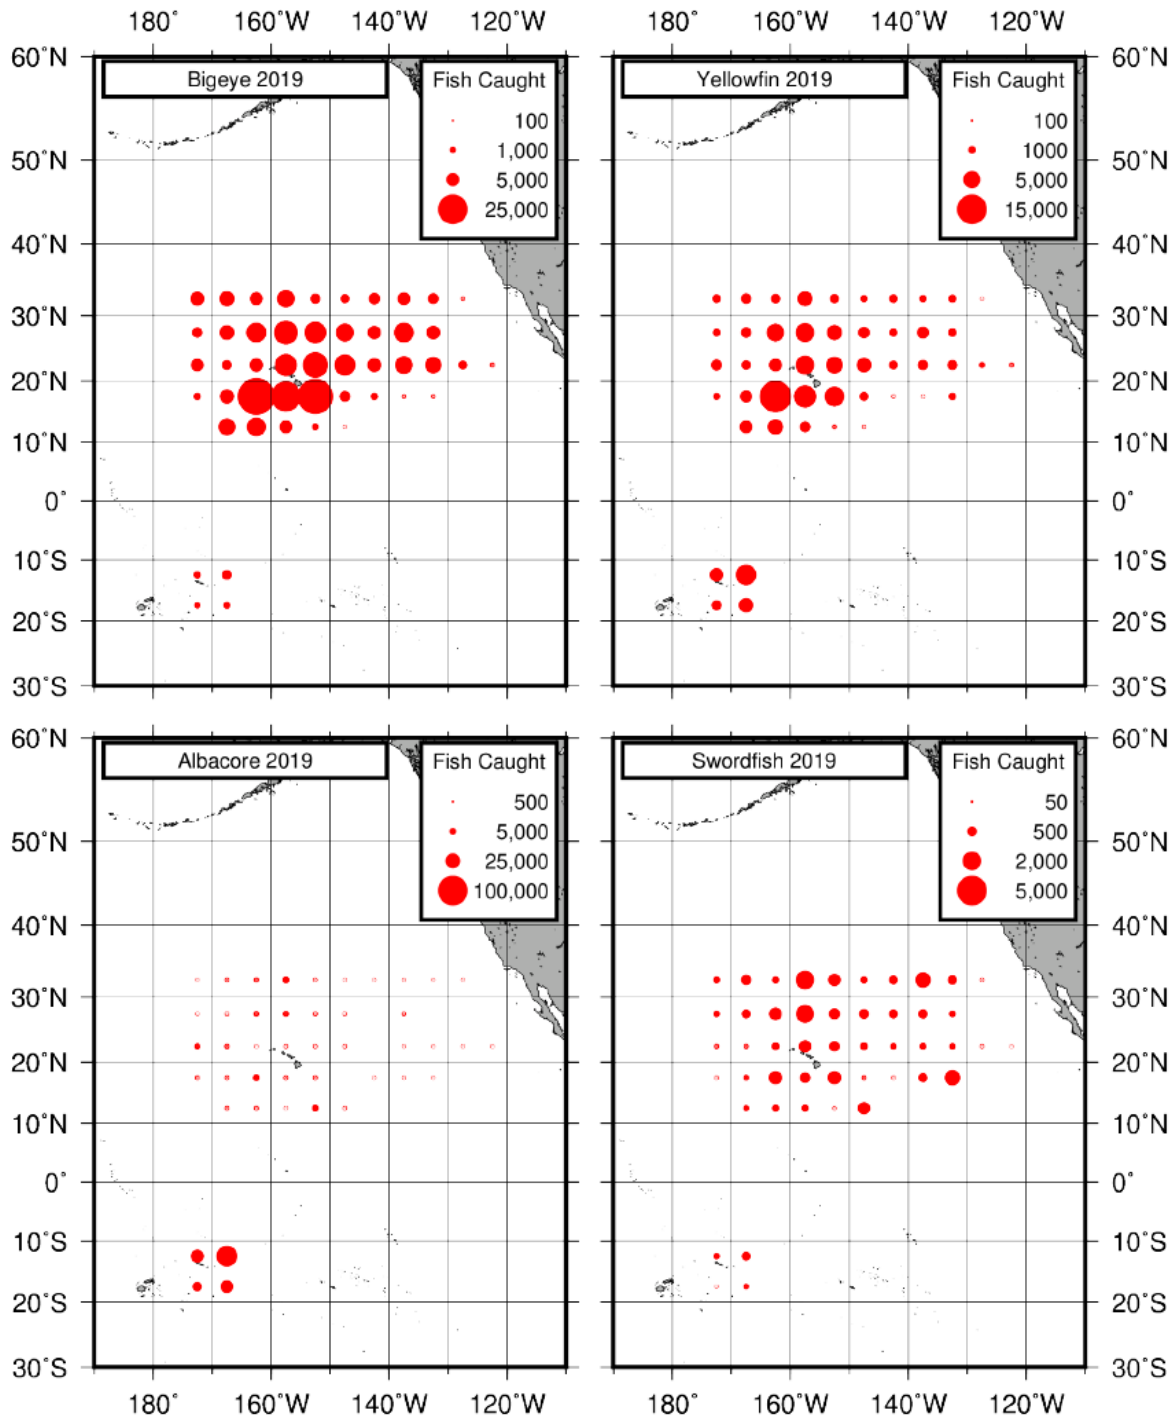 180° 160°W 140°W 120°W 180° 160°W 140°W 120°W
60°N 60°N
Bigeye 2019 Fish Caught Yellowfin 2019 Fish Caught
100 100
1,000 1000
50°N 50°N
5,000 5,000
25,000 15,000
40°N 40°N
30°N 30°N
20°N 20°N
10°N 10°N
0° 0°
10°S 10°S
20°S 20°S
30°S 30°S
60°N 60°N
Albacore 2019 Fish Caught Swordfish 2019 Fish Caught
500 50
5,000 500
50°N 50°N
25,000 2,000
100,000 5,000
40°N 40°N
30°N 30°N
20°N 20°N
10°N 10°N
0° 0°
10°S 10°S
20°S 20°S
30°S 30°S
180° 160°W 140°W 120°W 180° 160°W 140°W 120°W